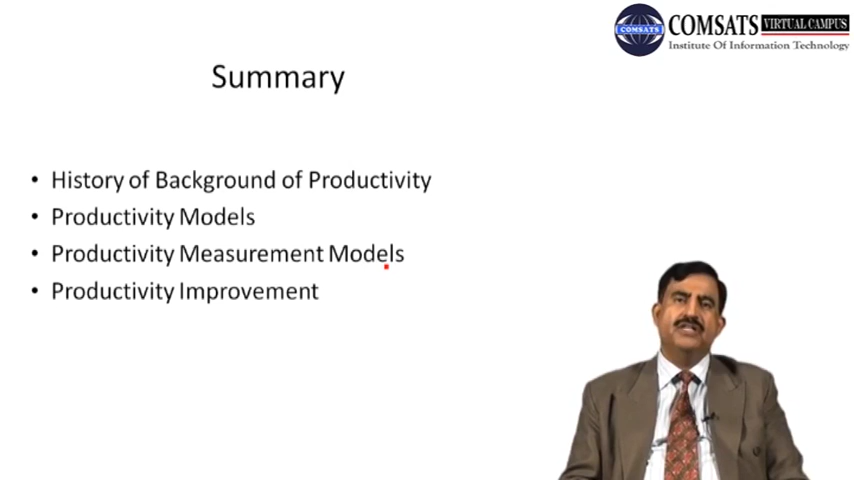 COMSATS
COMSATS VIRTUAL CAMPUS
Institute Of Information Technology
Summary
• History of Background of Productivity
• Productivity Models
• Productivity Measurement Models
• Productivity Improvement